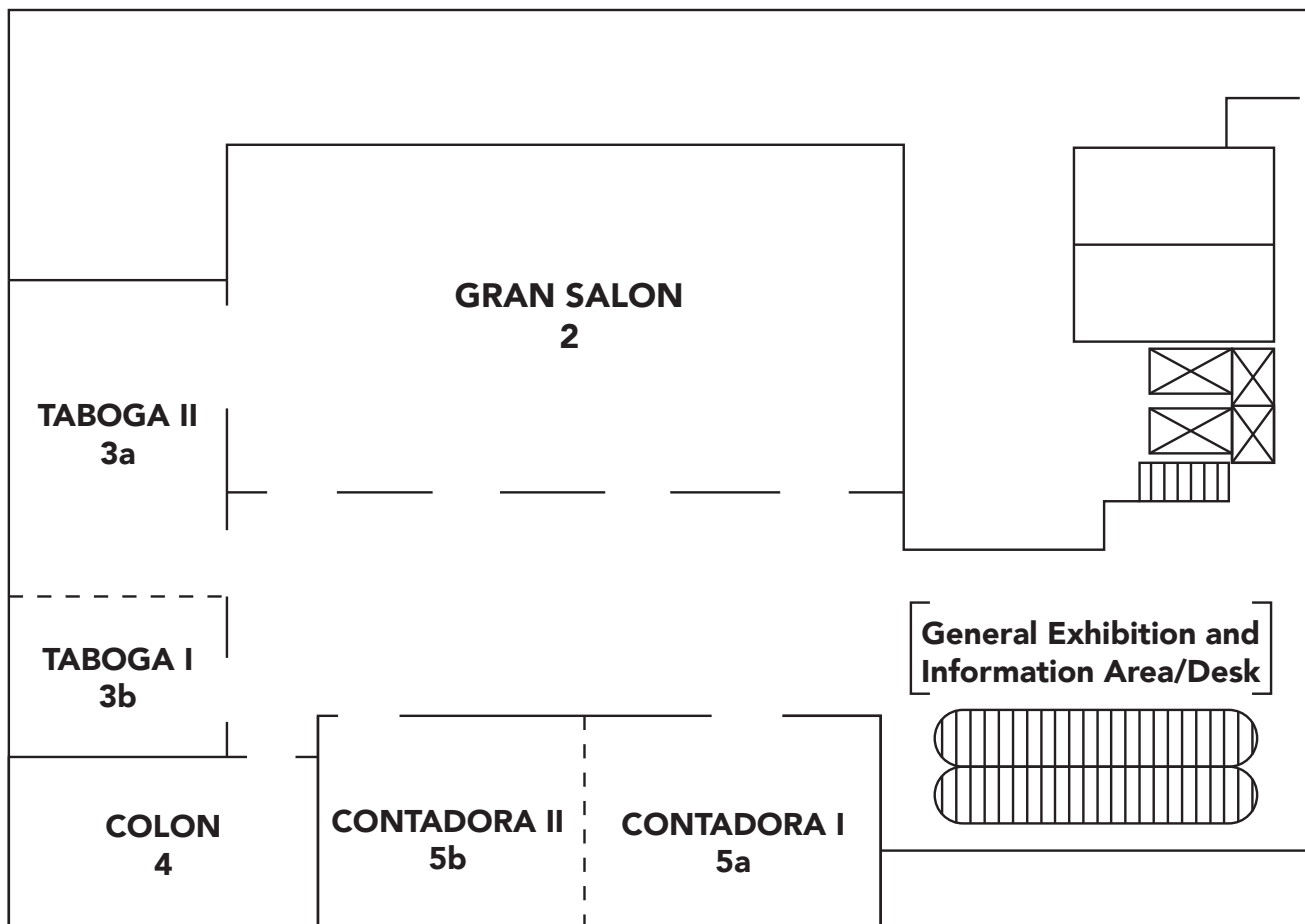 GRAN SALON
2
TABOGA II
3a
TABOGA I
3b
General Exhibition and
Information Area/Desk
COLON
4
CONTADORA II
5b
CONTADORA I
5a